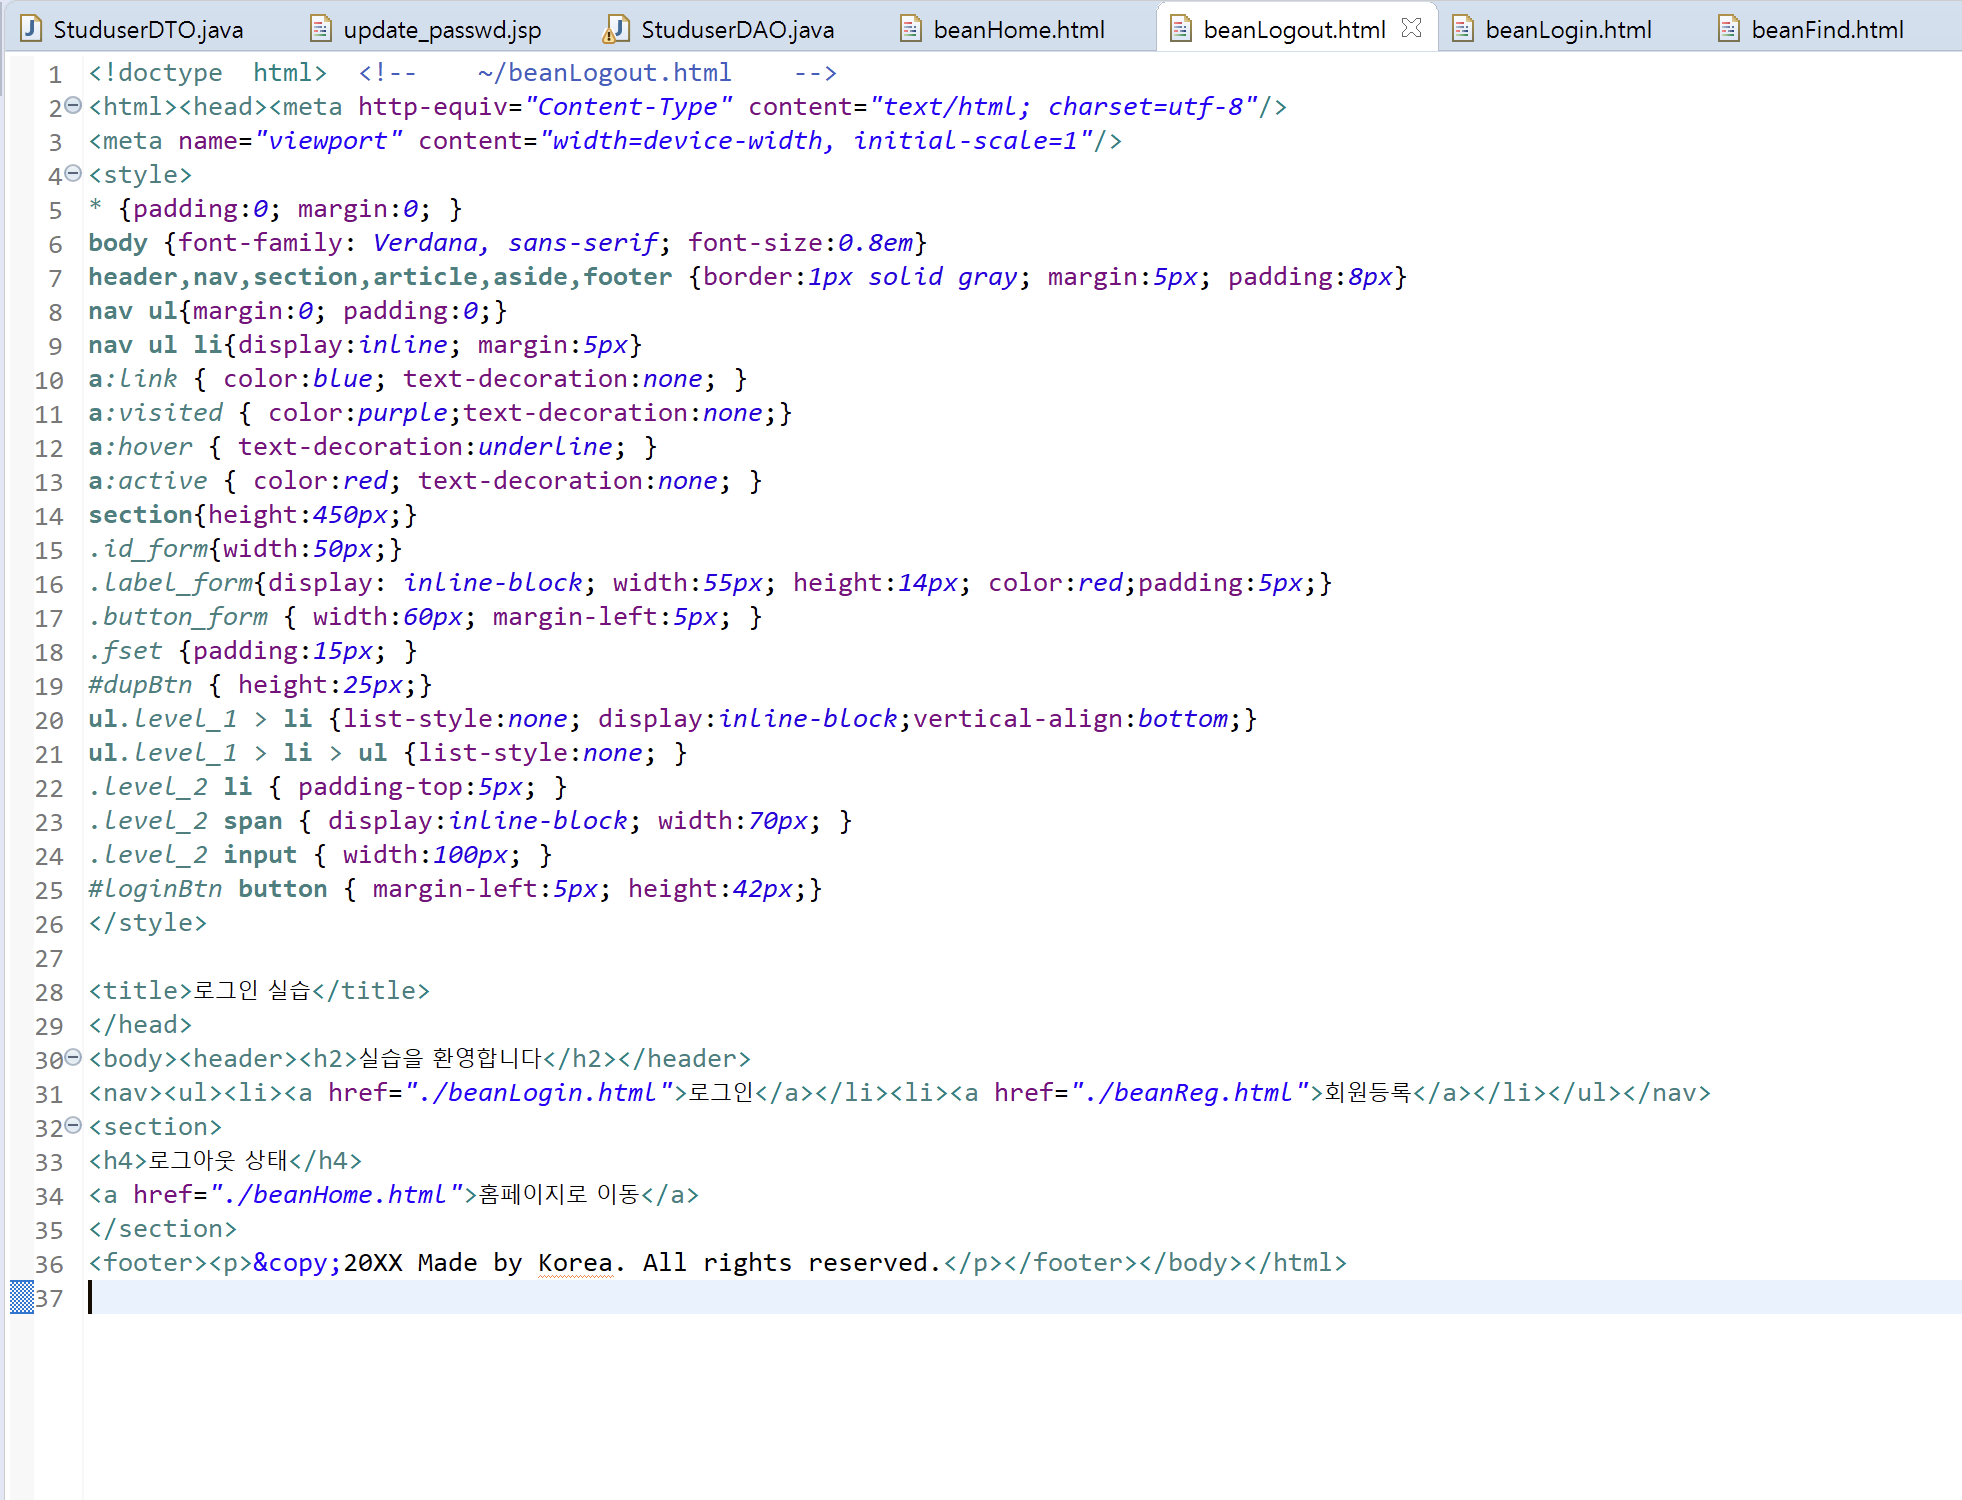 StuduserDTO.java update_passwd.jsp StuduserDAO.java beanHome.html beanLogout.html beanLogin.html beanFind.html
1 <!doctype  html>  <!--    ~/beanLogout.html    -->
2 <html><head><meta http-equiv="Content-Type" content="text/html; charset=utf-8"/>
3 <meta name="viewport" content="width=device-width, initial-scale=1"/>
4 <style>
5 * {padding:0; margin:0; }
6 body {font-family: Verdana, sans-serif; font-size:0.8em}
7 header,nav,section,article,aside,footer {border:1px solid gray; margin:5px; padding:8px}
8 nav ul{margin:0; padding:0;}
9 nav ul li{display:inline; margin:5px}
10 a:link { color:blue; text-decoration:none; }
11 a:visited { color:purple;text-decoration:none;}
12 a:hover { text-decoration:underline; }
13 a:active { color:red; text-decoration:none; }
14 section{height:450px;}
15 .id_form{width:50px;}
16 .label_form{display: inline-block; width:55px; height:14px; color:red;padding:5px;}
17 .button_form { width:60px; margin-left:5px; }
18 .fset {padding:15px; }
19 #dupBtn { height:25px;}
20 ul.level_1 > li {list-style:none; display:inline-block;vertical-align:bottom;}
21 ul.level_1 > li > ul {list-style:none; }
22 .level_2 li { padding-top:5px; }
23 .level_2 span { display:inline-block; width:70px; }
24 .level_2 input { width:100px; }
25 #loginBtn button { margin-left:5px; height:42px;}
26 </style>
27
28 <title>로그인 실습</title>
29 </head>
30 <body><header><h2>실습을 환영합니다</h2></header>
31 <nav><ul><li><a href="./beanLogin.html">로그인</a></li><li><a href="./beanReg.html">회원등록</a></li></ul></nav>
32 <section>
33 <h4>로그아웃 상태</h4>
34 <a href="./beanHome.html">홈페이지로 이동</a>
35 </section>
36 <footer><p>&copy;20XX Made by Korea. All rights reserved.</p></footer></body></html>
37